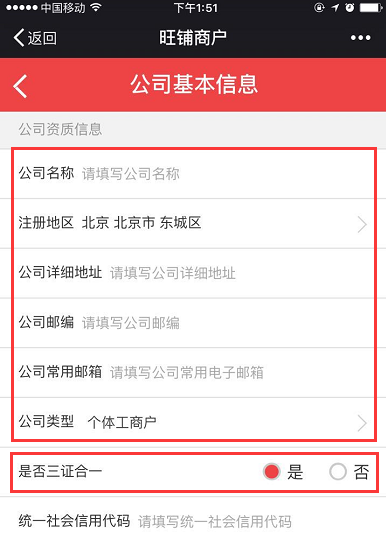 中国移动 下午1:51
返回 旺铺商户
公司基本信息
公司资质信息
公司名称 请填写公司名称
注册地区 北京 北京市 东城区
公司详细地址 请填写公司详细地址
公司邮编 请填写公司邮编
公司常用邮箱 请填写公司常用电子邮箱
公司类型 个体工商户
是否三证合一 是 否
统一社会信用代码 请填写统一社会信用代码